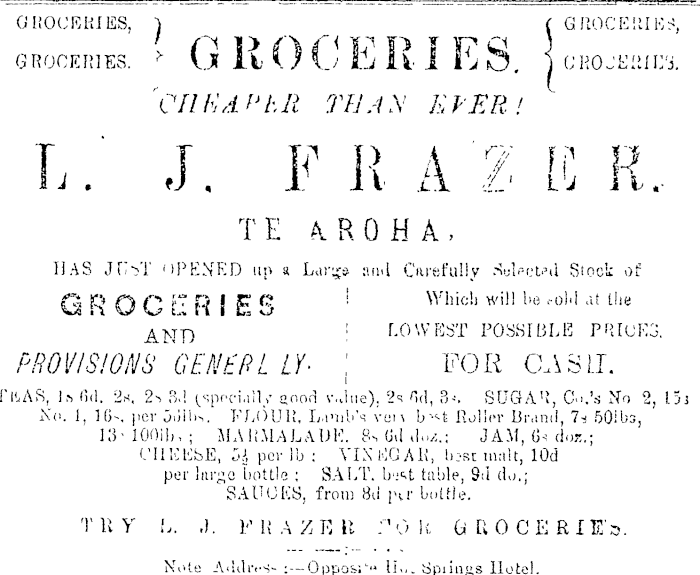 GROCERIES,
GROCERIES.
GROCERIES.
GROCERIES,
GROCERIES.
CHEAPER THAN EVER!
L. J. FRAZER.
TE AROHA,
HAS JUST OPENED up a Large and Carefully Selected Stock of
GROCERIES
AND
PROVISIONS GENERL LY.
Which will be sold at the
LOWEST POSSIBLE PRICES.
FOR CASH.
TEAS, 1s 6d, 2s, 2s 3d (specially good value), 2s 6d, 3s. SUGAR, Co.'s No 2, 15s
No. 1, 16s. per 50lbs. FLOUR, Lamb's very best Roller Brand, 7s 50lbs,
13s 100lbs; MARMALADE, 8s 6d doz.; JAM, 6s doz.;
CHEESE, 5½ per lb; VINEGAR, best malt, 10d
per large bottle; SALT, best table, 9d do.;
SAUCES, from 8d per bottle.
TRY L. J. FRAZER FOR GROCERIES.
Note Address:—Opposite Hot Springs Hotel.